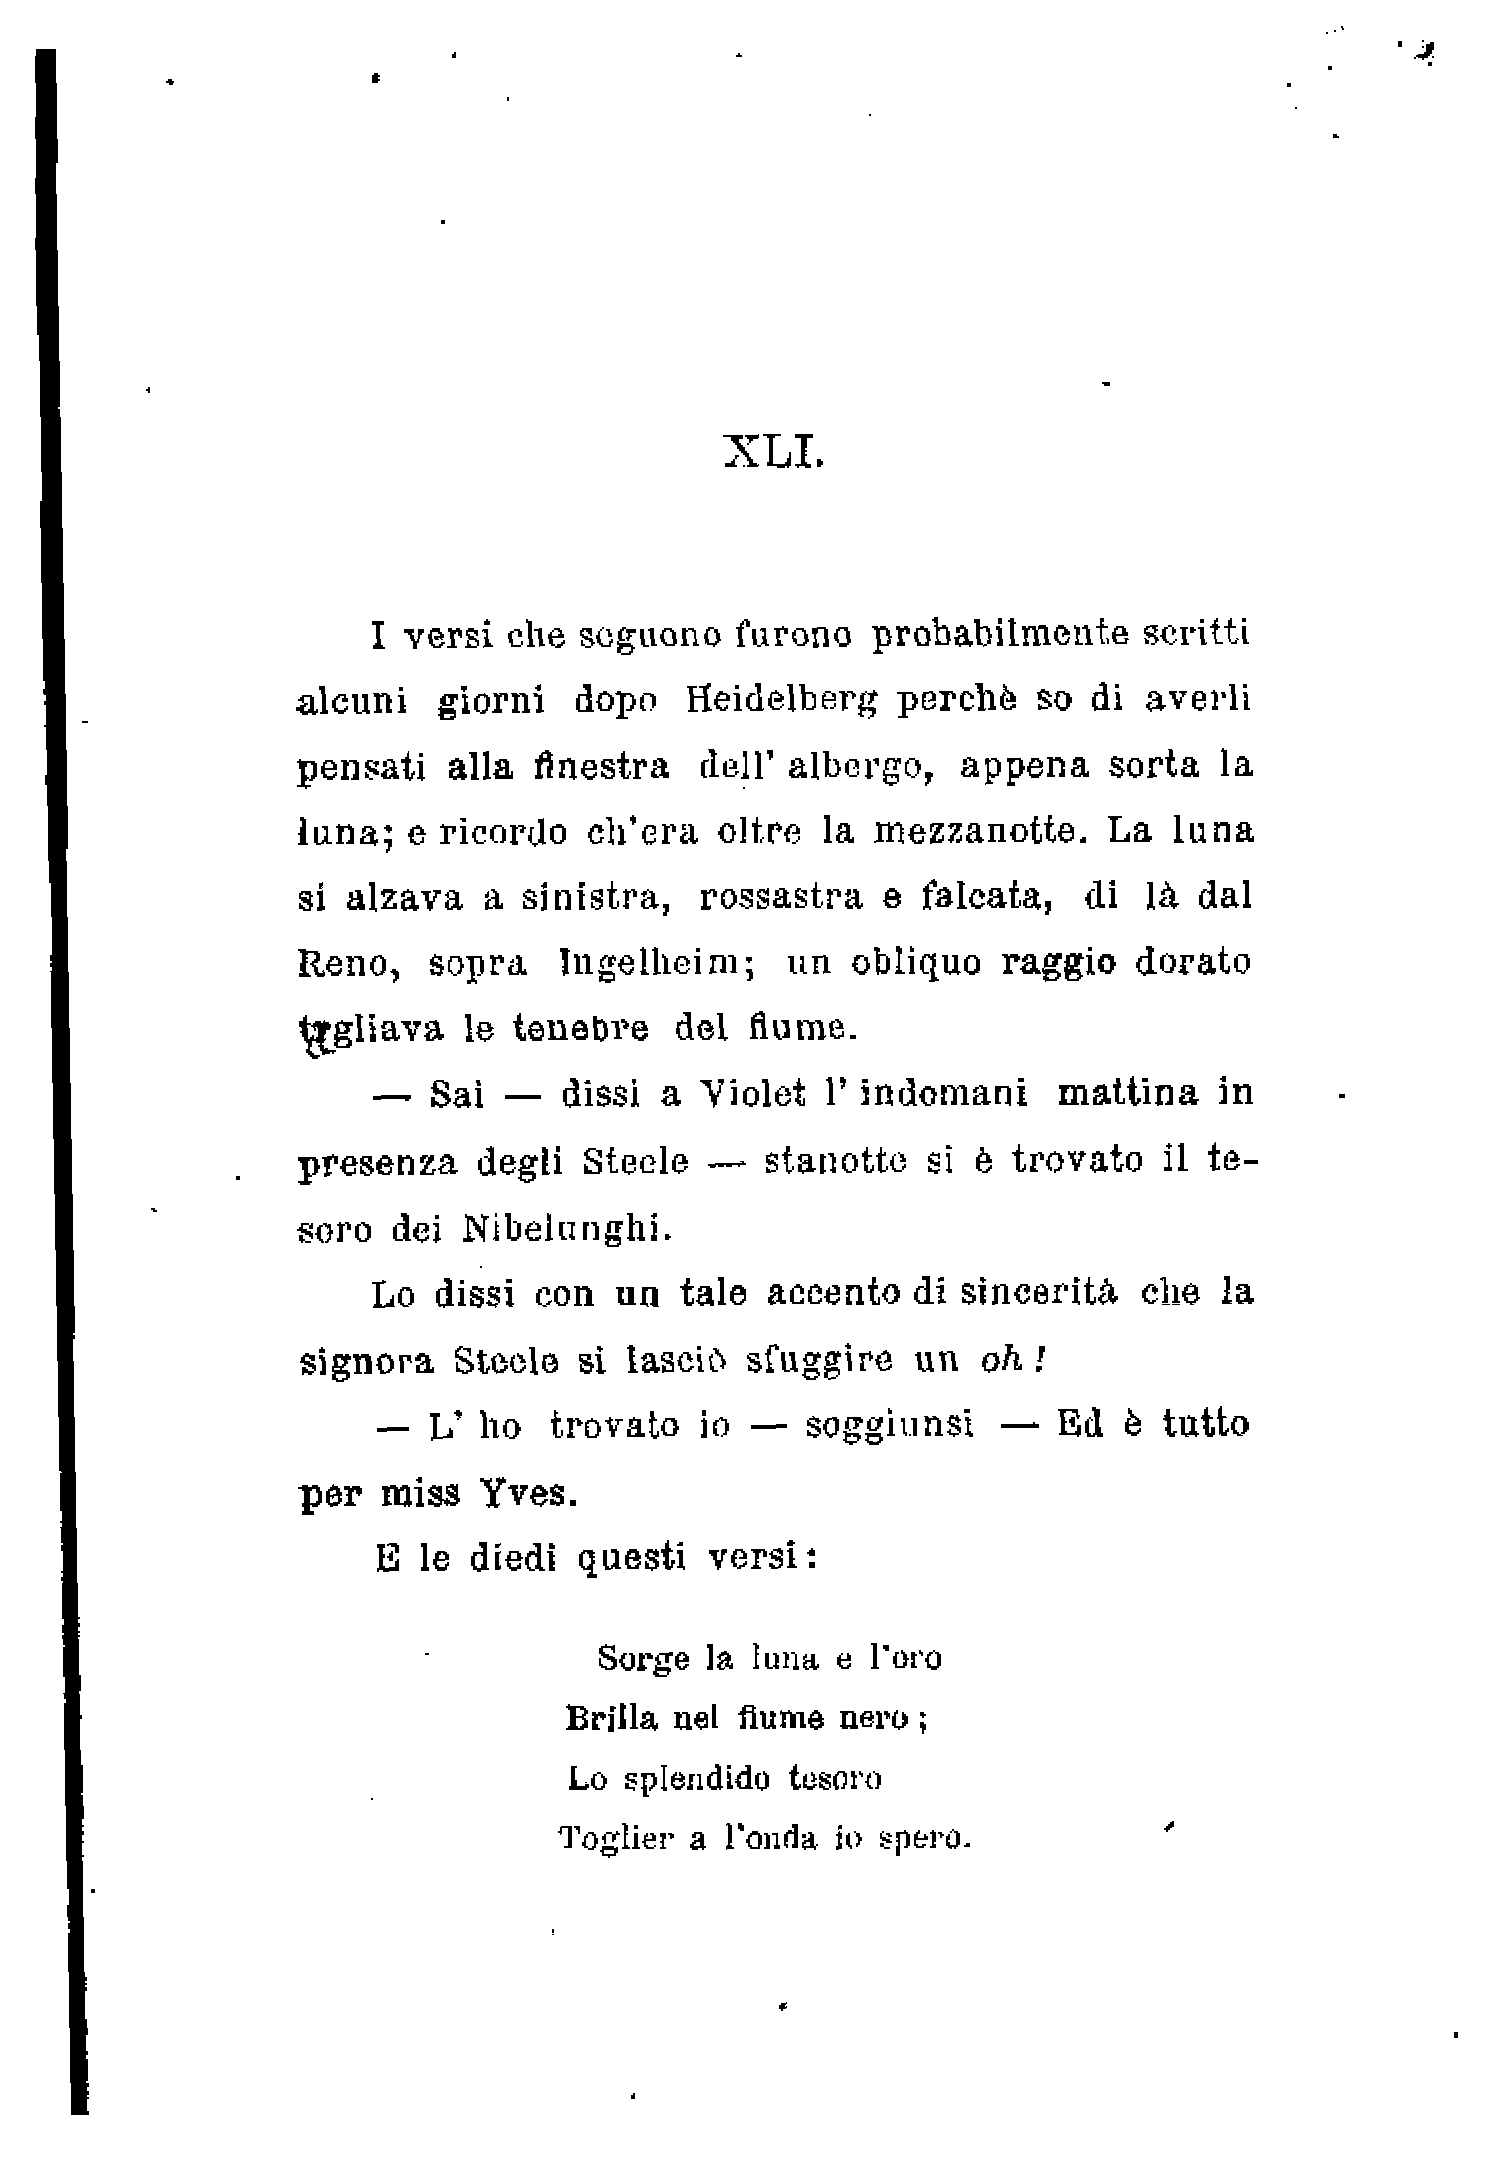 XLI.
I versi che seguono furono probabilmente scritti
alcuni giorni dopo Heidelberg perchè so di averli
pensati alla finestra dell' albergo, appena sorta la
luna; e ricordo ch'era oltre la mezzanotte. La luna
si alzava a sinistra, rossastra e falcata, di là dal
Reno, sopra Ingelheim; un obliquo raggio dorato
tagliava le tenebre del fiume.
— Sai — dissi a Violet l' indomani mattina in
presenza degli Steele — stanotte si è trovato il te-
soro dei Nibelunghi.
Lo dissi con un tale accento di sincerità che la
signora Steele si lasciò sfuggire un oh!
— L' ho trovato io — soggiunsi — Ed è tutto
per miss Yves.
E le diedi questi versi:
Sorge la luna e l'oro
Brilla nel fiume nero;
Lo splendido tesoro
Toglier a l'onda io spero.